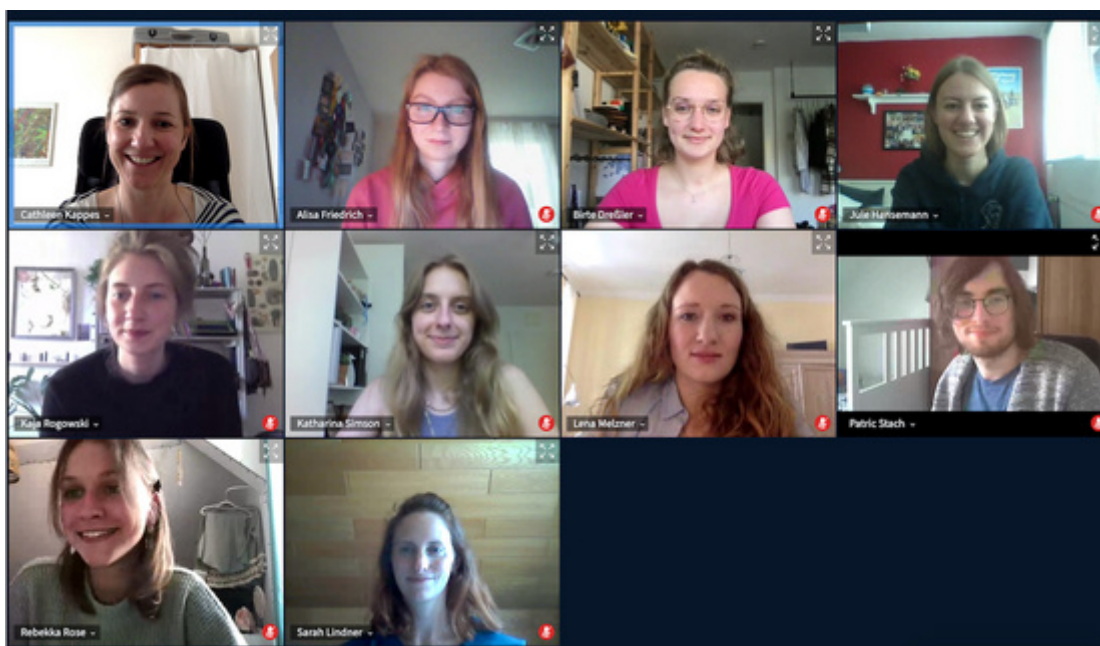 Cathleen Kappes
Alisa Friedrich
Birte Dreßler
Julie Hansemann
Kaja Rogowski
Katharina Simson
Lena Melzner
Patric Stach
Rebekka Rose
Sarah Lindner